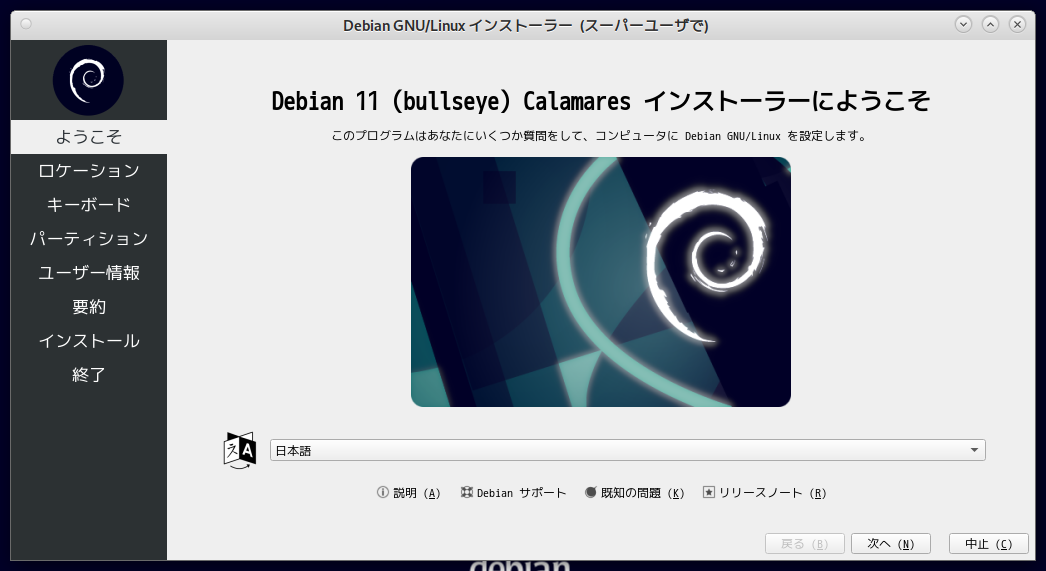 Debian GNU/Linux インストーラー (スーパーユーザで)
ようこそ
ロケーション
キーボード
パーティション
ユーザー情報
要約
インストール
終了
Debian 11 (bullseye) Calamares インストーラーにようこそ
このプログラムはあなたにいくつか質問をして、コンピュータに Debian GNU/Linux を設定します。
日本語
説明 (A) Debian サポート 既知の問題 (K) リリースノート (R)
戻る (B) 次へ (N) 中止 (C)
debian